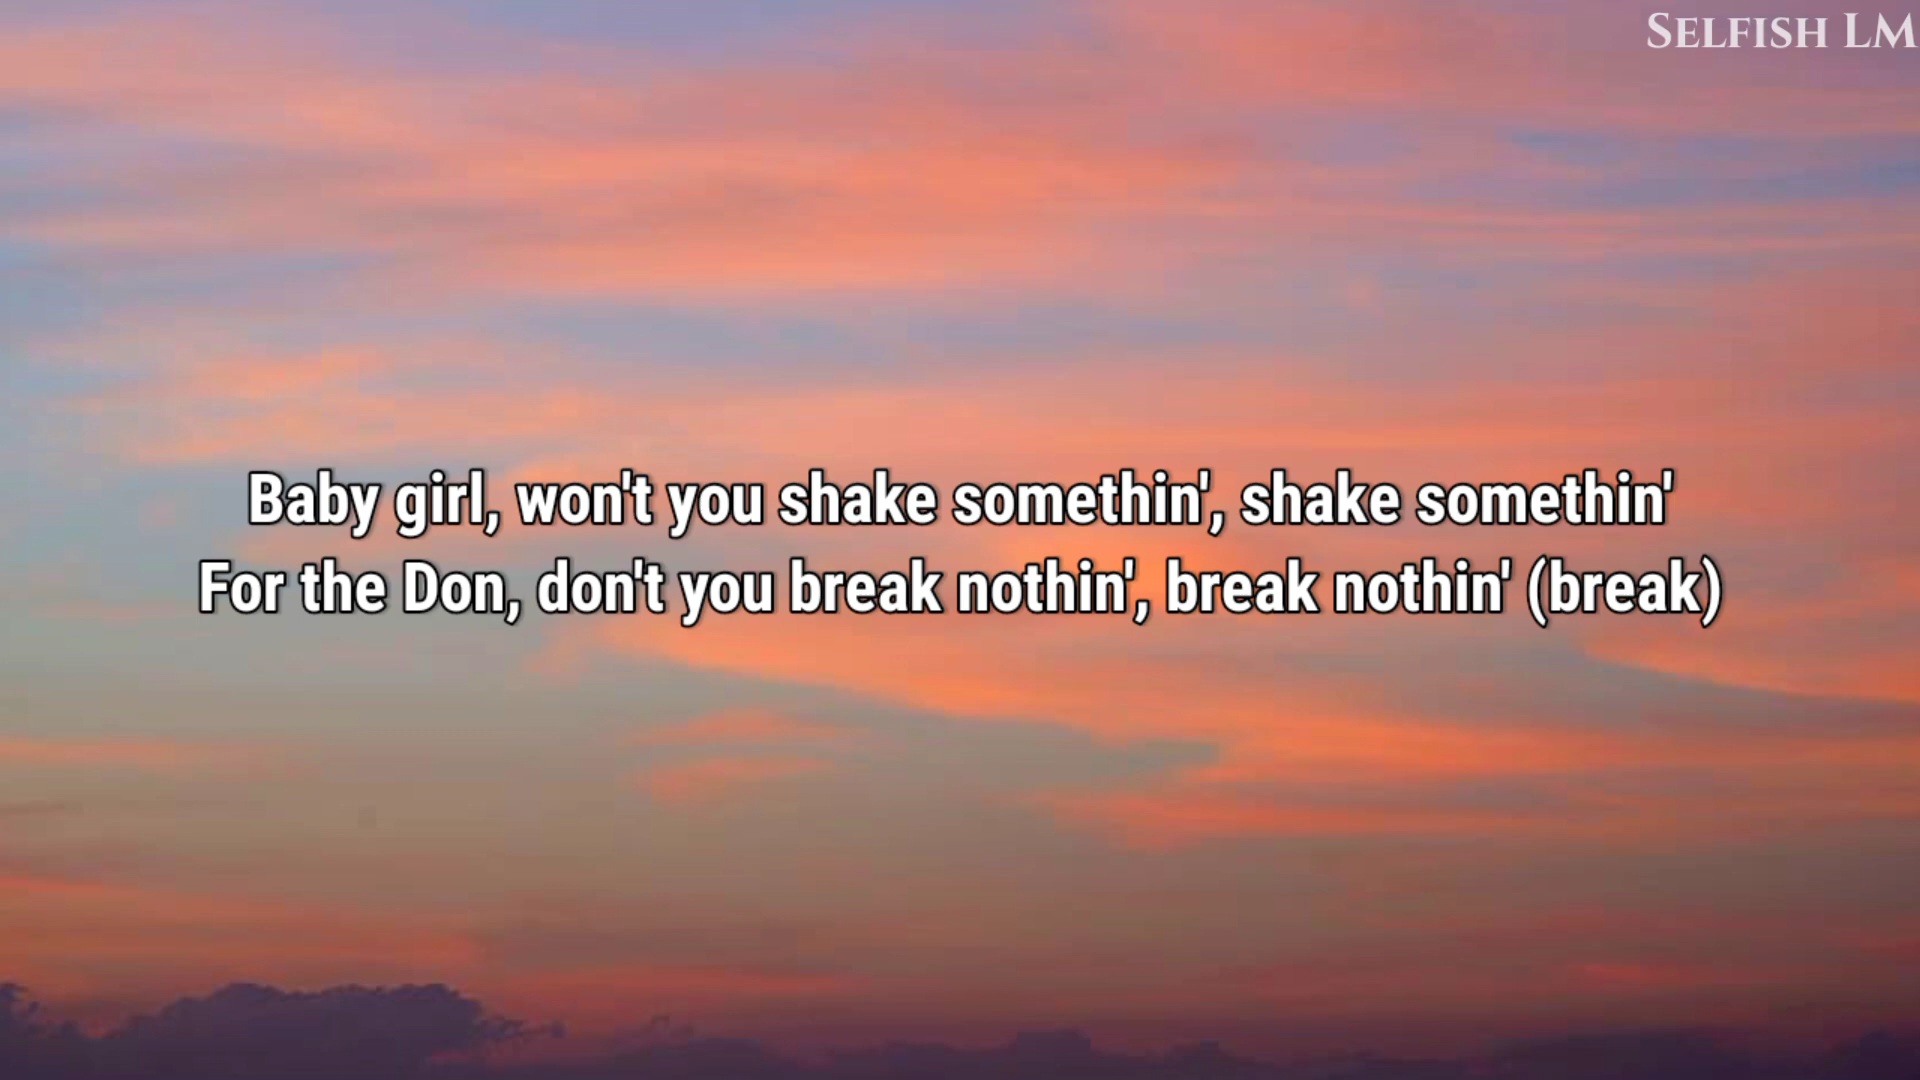 SELFISH LM
Baby girl, won't you shake somethin', shake somethin'
For the Don, don't you break nothin', break nothin' (break)